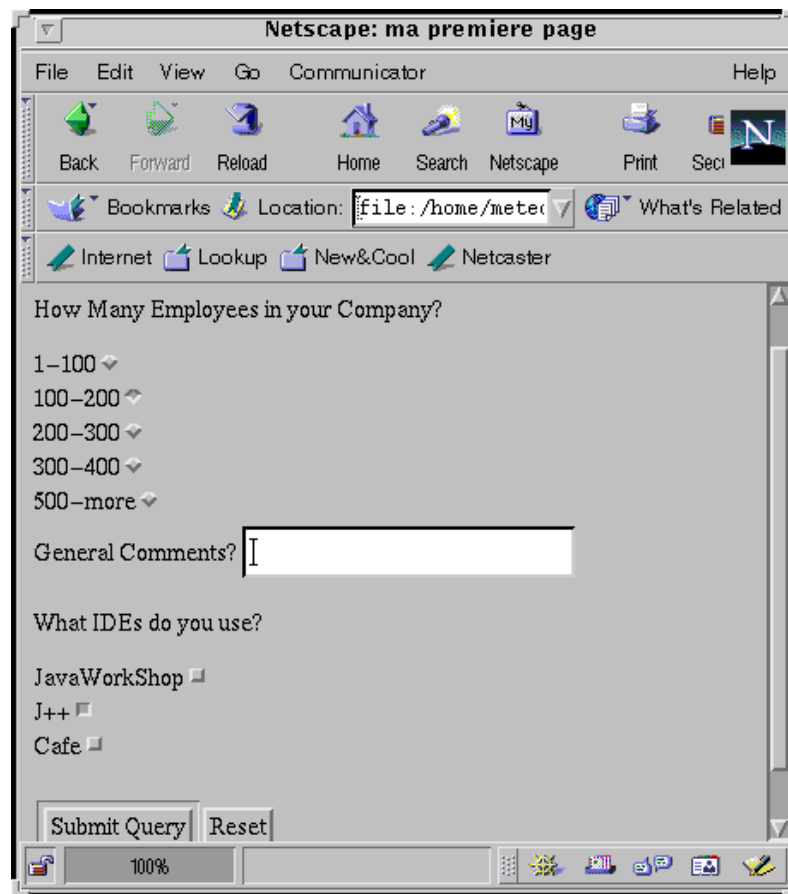 Netscape: ma premiere page
File Edit View Go Communicator Help
Back Forward Reload Home Search Netscape Print Secu
My N
Bookmarks Location: file:/home/metec What's Related
Internet Lookup New&Cool Netcaster
How Many Employees in your Company?
1-100
100-200
200-300
300-400
500-more
General Comments?
What IDEs do you use?
JavaWorkShop
J++
Cafe
Submit Query Reset
100%